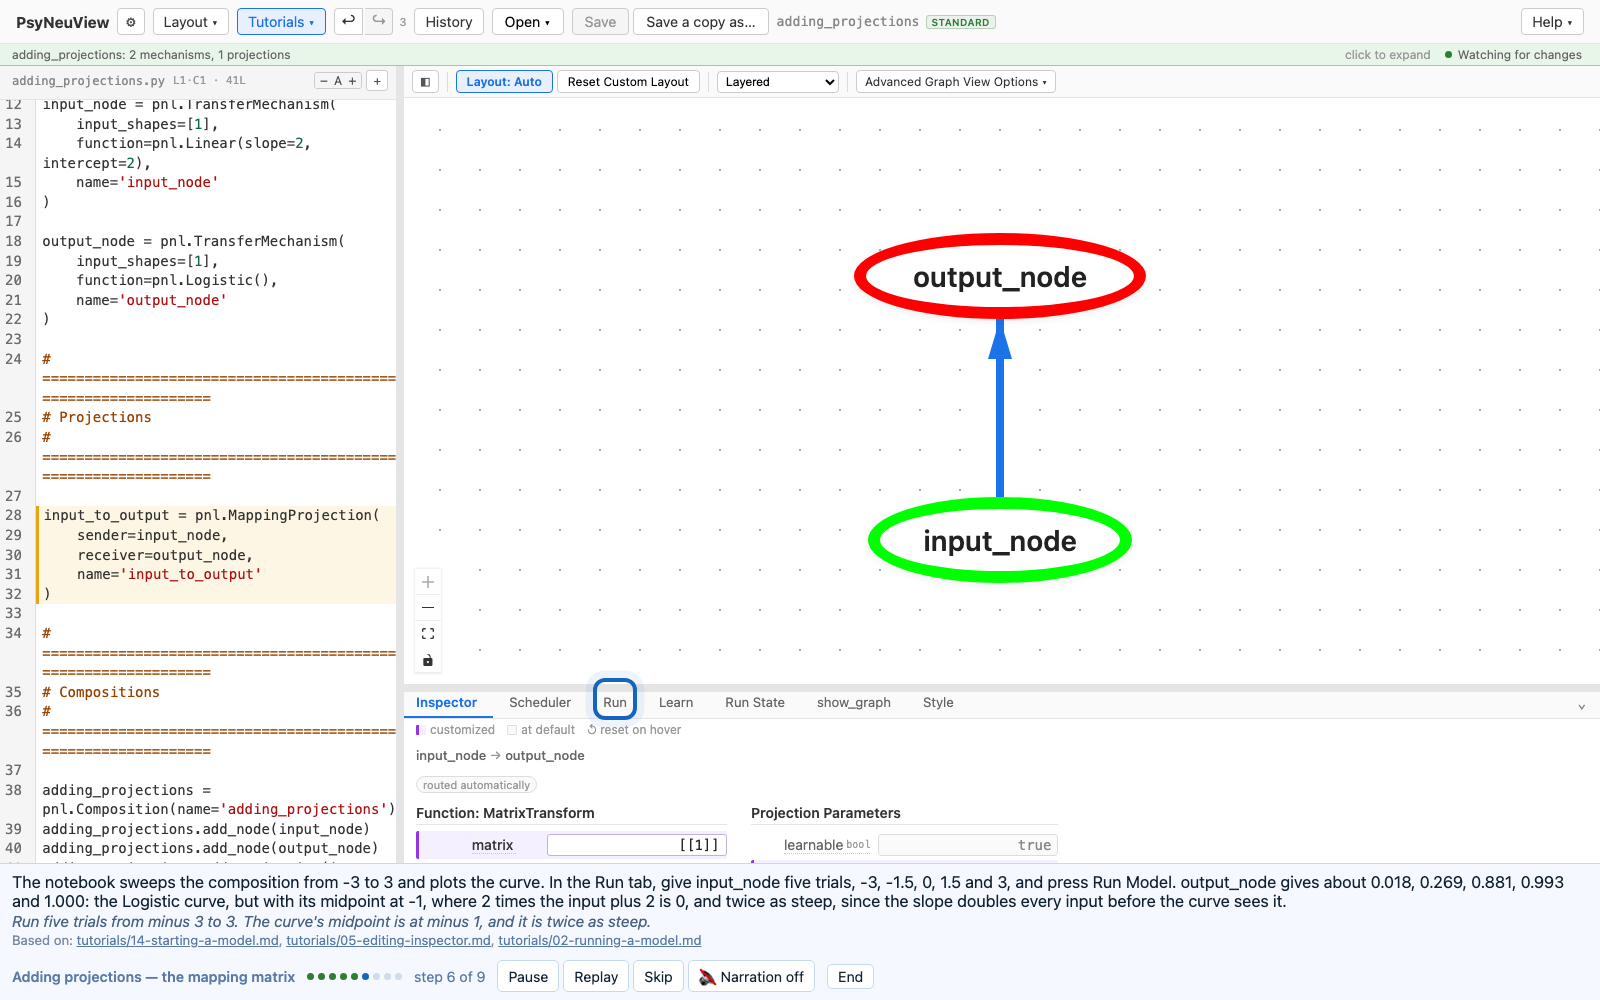 PsyNeuView ⚙ Layout ▾ Tutorials ▾ ↩ ↪ 3 History Open ▾ Save Save a copy as... adding_projections STANDARD Help ▾
adding_projections: 2 mechanisms, 1 projections click to expand Watching for changes
adding_projections.py L1·C1 · 41L − A + +
Layout: Auto Reset Custom Layout Layered Advanced Graph View Options ▾
12 input_node = pnl.TransferMechanism(
13     input_shapes=[1],
14     function=pnl.Linear(slope=2,
intercept=2),
15     name='input_node'
16 )
17
18 output_node = pnl.TransferMechanism(
19     input_shapes=[1],
20     function=pnl.Logistic(),
21     name='output_node'
22 )
23
24 #
==========================================
====================
25 # Projections
26 #
==========================================
====================
27
28 input_to_output = pnl.MappingProjection(
29     sender=input_node,
30     receiver=output_node,
31     name='input_to_output'
32 )
33
34 #
==========================================
====================
35 # Compositions
36 #
==========================================
====================
37
38 adding_projections =
pnl.Composition(name='adding_projections')
39 adding_projections.add_node(input_node)
40 adding_projections.add_node(output_node)
output_node
input_node
Inspector Scheduler Run Learn Run State show_graph Style
customized at default ↺ reset on hover
input_node → output_node
routed automatically
Function: MatrixTransform Projection Parameters
matrix [[1]] learnable bool true
The notebook sweeps the composition from -3 to 3 and plots the curve. In the Run tab, give input_node five trials, -3, -1.5, 0, 1.5 and 3, and press Run Model. output_node gives about 0.018, 0.269, 0.881, 0.993
and 1.000: the Logistic curve, but with its midpoint at -1, where 2 times the input plus 2 is 0, and twice as steep, since the slope doubles every input before the curve sees it.
Run five trials from minus 3 to 3. The curve's midpoint is at minus 1, and it is twice as steep.
Based on: tutorials/14-starting-a-model.md, tutorials/05-editing-inspector.md, tutorials/02-running-a-model.md
Adding projections — the mapping matrix step 6 of 9 Pause Replay Skip Narration off End